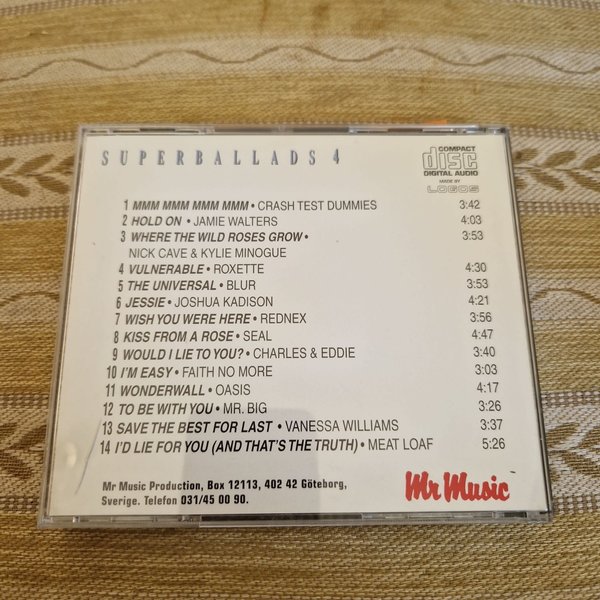 SUPERBALLADS 4
COMPACT
disc
DIGITAL AUDIO
MADE BY
LOGOS
1 MMM MMM MMM MMM • CRASH TEST DUMMIES 3:42
2 HOLD ON • JAMIE WALTERS 4:03
3 WHERE THE WILD ROSES GROW • 3:53
NICK CAVE & KYLIE MINOGUE
4 VULNERABLE • ROXETTE 4:30
5 THE UNIVERSAL • BLUR 3:53
6 JESSIE • JOSHUA KADISON 4:21
7 WISH YOU WERE HERE • REDNEX 3:56
8 KISS FROM A ROSE • SEAL 4:47
9 WOULD I LIE TO YOU? • CHARLES & EDDIE 3:40
10 I'M EASY • FAITH NO MORE 3:03
11 WONDERWALL • OASIS 4:17
12 TO BE WITH YOU • MR. BIG 3:26
13 SAVE THE BEST FOR LAST • VANESSA WILLIAMS 3:37
14 I'D LIE FOR YOU (AND THAT'S THE TRUTH) • MEAT LOAF 5:26
Mr Music Production, Box 12113, 402 42 Göteborg,
Sverige. Telefon 031/45 00 90.
Mr Music